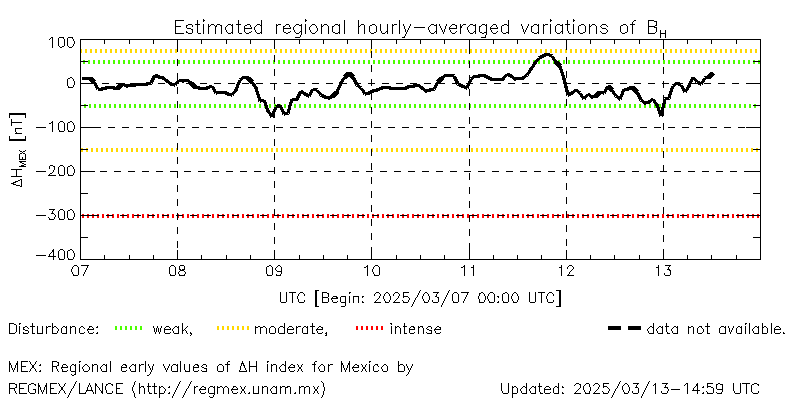 Estimated regional hourly-averaged variations of BH
100
0
-100
-200
-300
-400
ΔHMEX [nT]
07 08 09 10 11 12 13
UTC [Begin: 2025/03/07 00:00 UTC]
Disturbance: weak, moderate, intense data not available.
MEX: Regional early values of ΔH index for Mexico by
REGMEX/LANCE (http://regmex.unam.mx) Updated: 2025/03/13-14:59 UTC